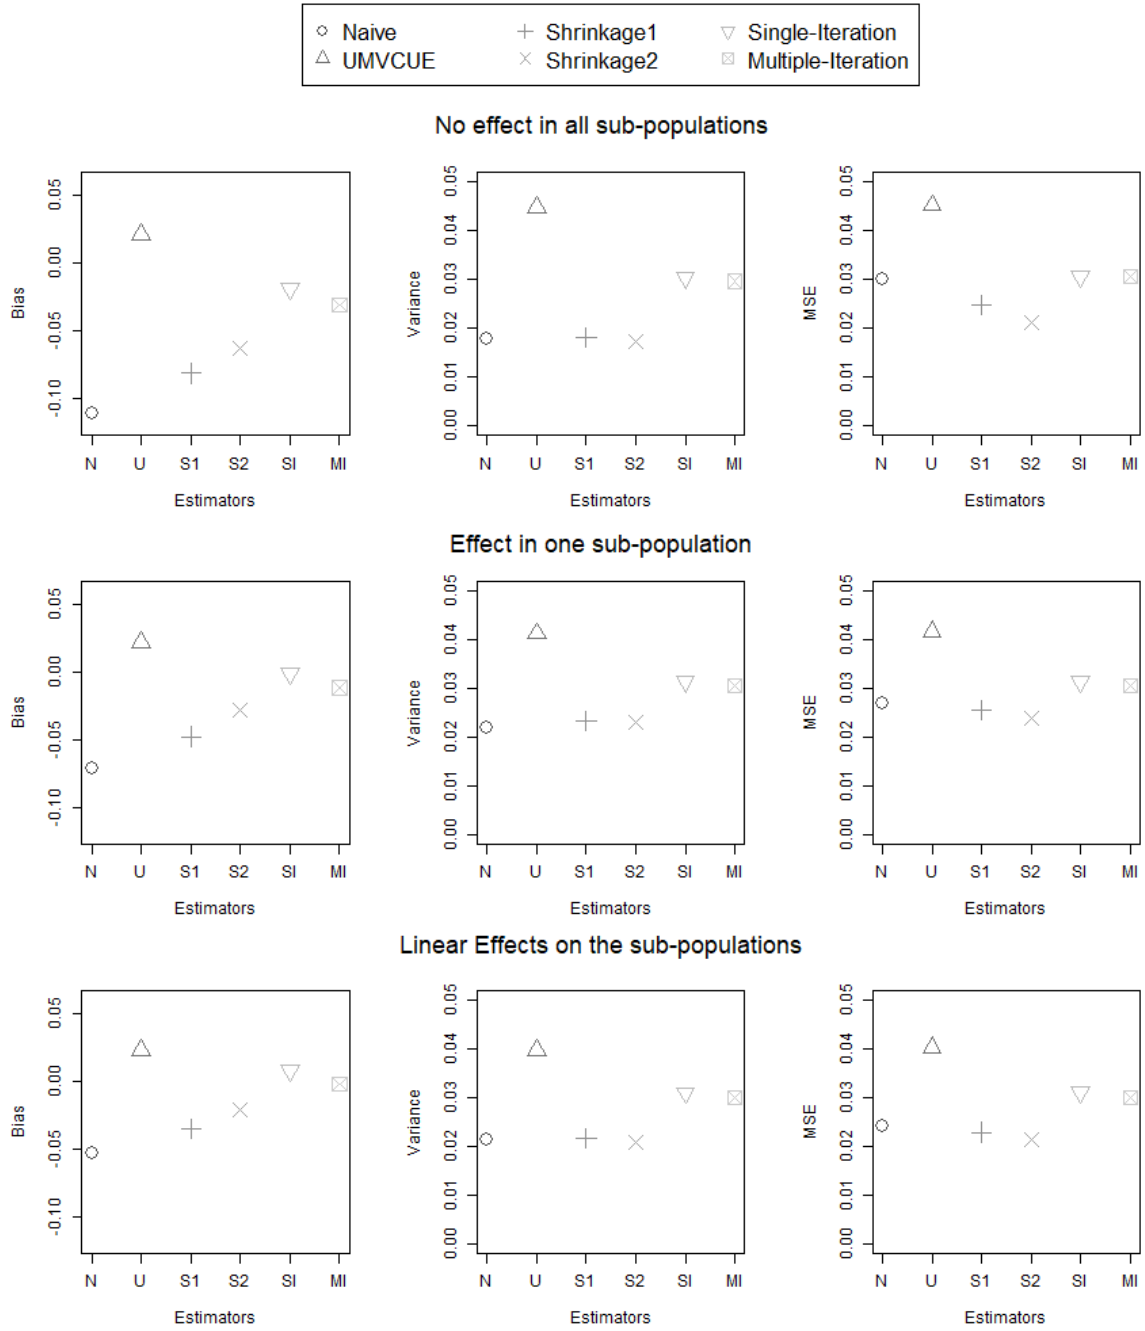 Naive Shrinkage1 Single-Iteration
UMVCUE Shrinkage2 Multiple-Iteration
No effect in all sub-populations
Bias
0.05
0.00
-0.05
-0.10
N U S1 S2 SI MI
Estimators
Variance
0.05
0.04
0.03
0.02
0.01
0.00
N U S1 S2 SI MI
Estimators
MSE
0.05
0.04
0.03
0.02
0.01
0.00
N U S1 S2 SI MI
Estimators
Effect in one sub-population
Bias
0.05
0.00
-0.05
-0.10
N U S1 S2 SI MI
Estimators
Variance
0.05
0.04
0.03
0.02
0.01
0.00
N U S1 S2 SI MI
Estimators
MSE
0.05
0.04
0.03
0.02
0.01
0.00
N U S1 S2 SI MI
Estimators
Linear Effects on the sub-populations
Bias
0.05
0.00
-0.05
-0.10
N U S1 S2 SI MI
Estimators
Variance
0.05
0.04
0.03
0.02
0.01
0.00
N U S1 S2 SI MI
Estimators
MSE
0.05
0.04
0.03
0.02
0.01
0.00
N U S1 S2 SI MI
Estimators